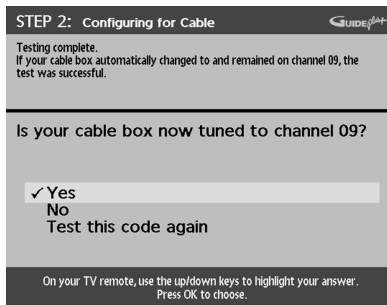 STEP 2: Configuring for Cable
GUIDE plus+
Testing complete.
If your cable box automatically changed to and remained on channel 09, the
test was successful.
Is your cable box now tuned to channel 09?
✓ Yes
No
Test this code again
On your TV remote, use the up/down keys to highlight your answer.
Press OK to choose.